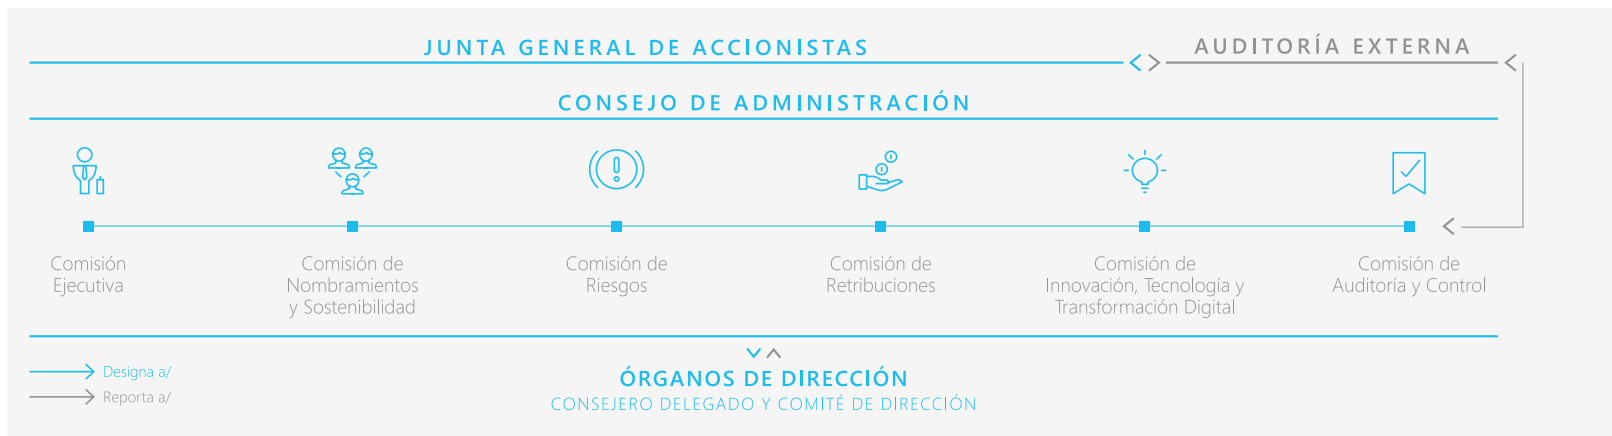 JUNTA GENERAL DE ACCIONISTAS
AUDITORÍA EXTERNA
CONSEJO DE ADMINISTRACIÓN
Comisión
Ejecutiva
Comisión de
Nombramientos
y Sostenibilidad
Comisión de
Riesgos
Comisión de
Retribuciones
Comisión de
Innovación, Tecnología y
Transformación Digital
Comisión de
Auditoría y Control
Designa a/
Reporta a/
ÓRGANOS DE DIRECCIÓN
CONSEJERO DELEGADO Y COMITÉ DE DIRECCIÓN